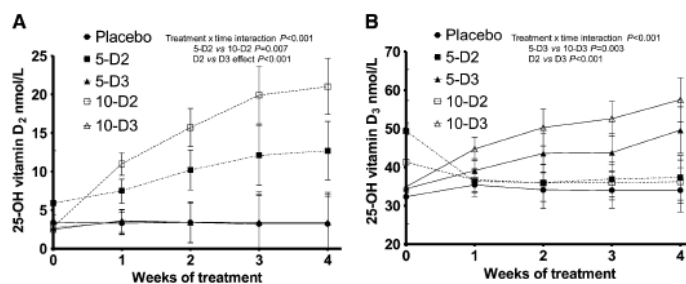 A
Placebo
5-D2
5-D3
10-D2
10-D3
Treatment x time interaction P<0.001
5-D2 vs 10-D2 P=0.007
D2 vs D3 effect P<0.001
25-OH vitamin D2 nmol/L
25
20
15
10
5
0
0 1 2 3 4
Weeks of treatment
B
Placebo
5-D2
5-D3
10-D2
10-D3
Treatment x time interaction P<0.001
5-D3 vs 10-D3 P=0.003
D2 vs D3 P<0.001
25-OH vitamin D3 nmol/L
70
60
50
40
30
20
0 1 2 3 4
Weeks of treatment